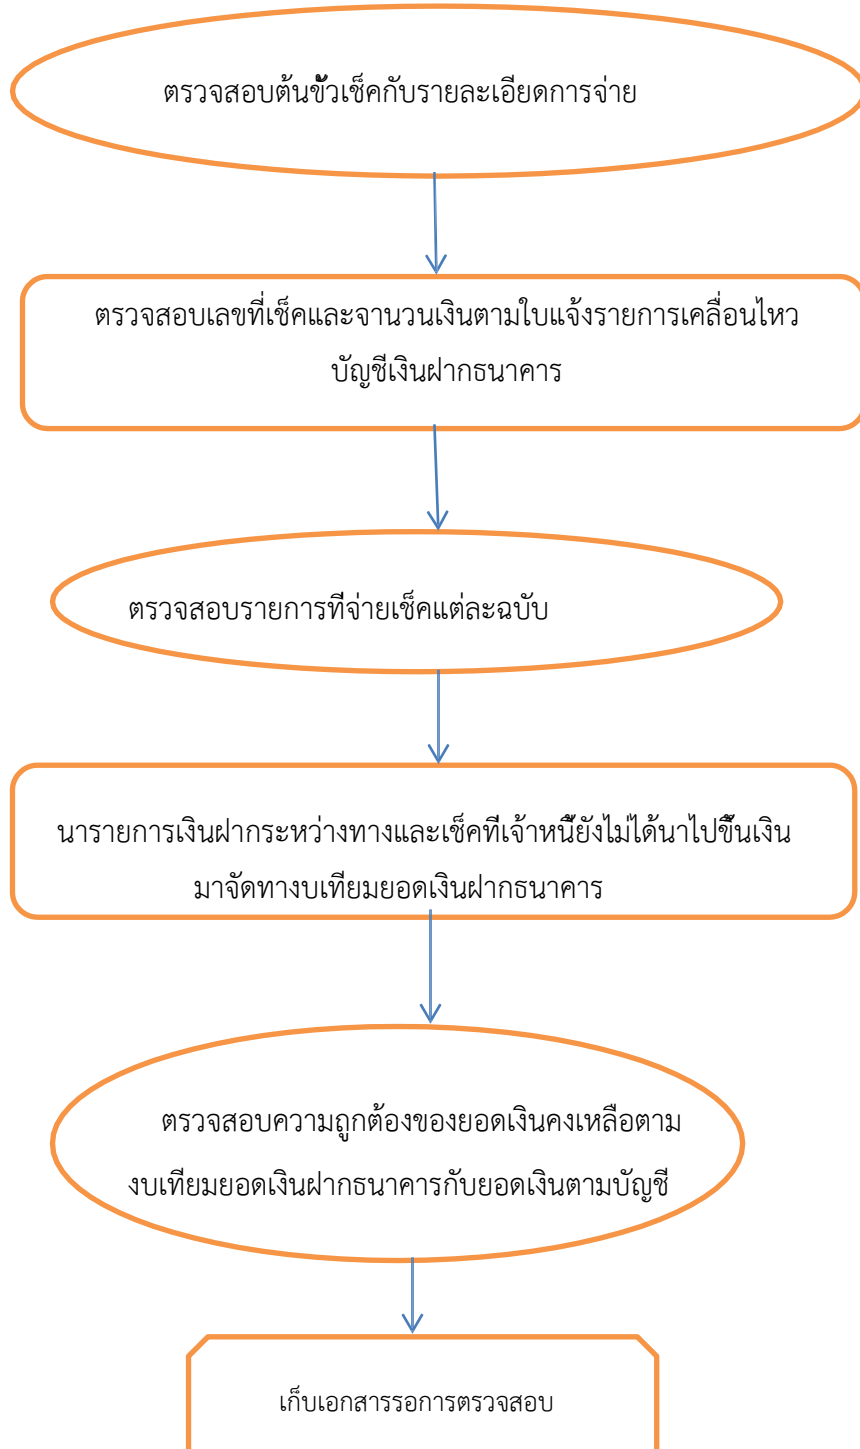 ตรวจสอบต้นขั้วเช็คกับรายละเอียดการจ่าย
ตรวจสอบเลขที่เช็คและจานวนเงินตามใบแจ้งรายการเคลื่อนไหว
บัญชีเงินฝากธนาคาร
ตรวจสอบรายการที่จ่ายเช็คแต่ละฉบับ
นารายการเงินฝากระหว่างทางและเช็คที่เจ้าหนี้ยังไม่ได้นาไปขึ้นเงิน
มาจัดทางบเทียมยอดเงินฝากธนาคาร
ตรวจสอบความถูกต้องของยอดเงินคงเหลือตาม
งบเทียมยอดเงินฝากธนาคารกับยอดเงินตามบัญชี
เก็บเอกสารรอการตรวจสอบ